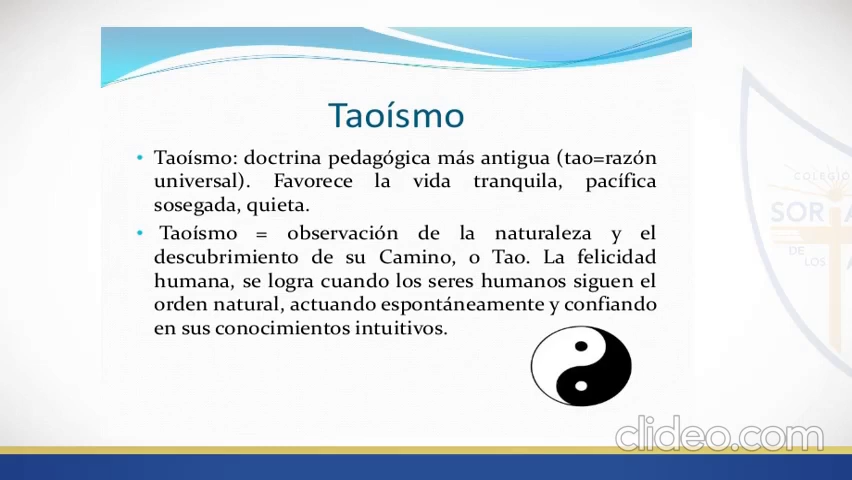 Taoísmo
• Taoísmo: doctrina pedagógica más antigua (tao=razón
universal). Favorece la vida tranquila, pacífica
sosegada, quieta.
• Taoísmo = observación de la naturaleza y el
descubrimiento de su Camino, o Tao. La felicidad
humana, se logra cuando los seres humanos siguen el
orden natural, actuando espontáneamente y confiando
en sus conocimientos intuitivos.
COLEGIO
SOR
DE
LOS
clideo.com